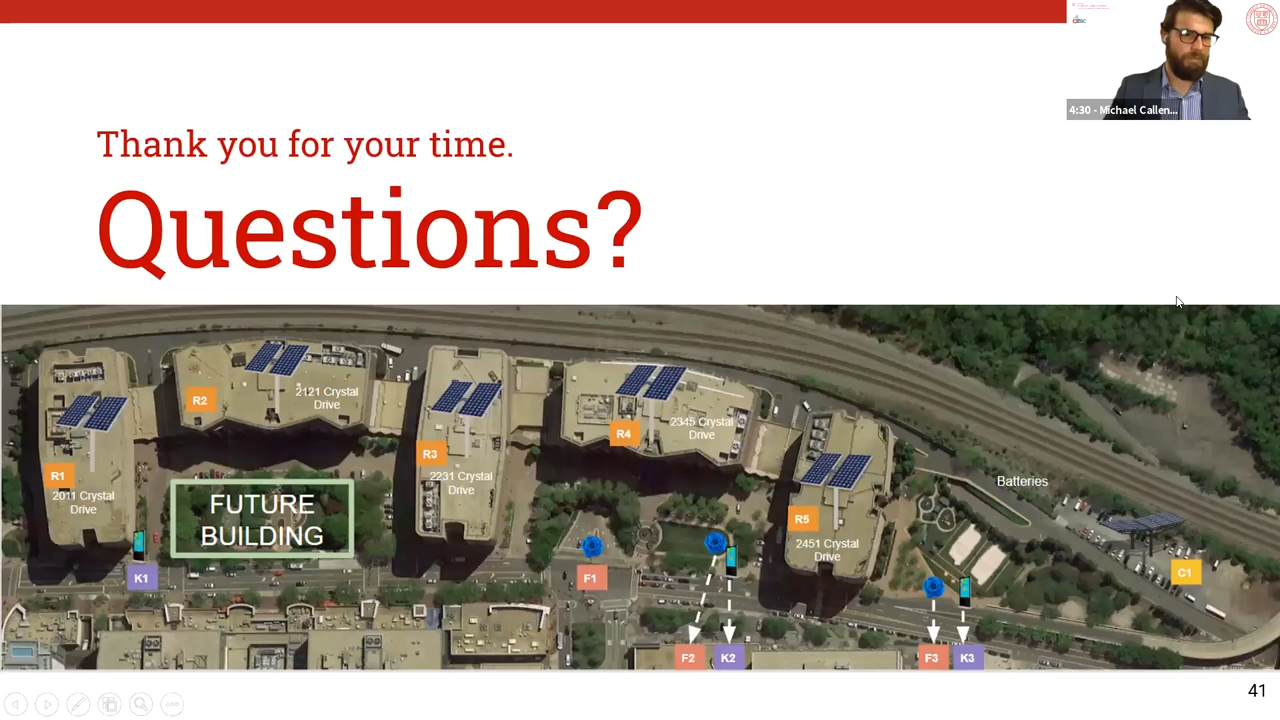 4:30 - Michael Callen...
Thank you for your time.
Questions?
R1
2011 Crystal
Drive
R2
2121 Crystal
Drive
FUTURE
BUILDING
K1
R3
2231 Crystal
Drive
R4
2345 Crystal
Drive
F1
F2
K2
R5
2451 Crystal
Drive
F3
K3
Batteries
C1
41